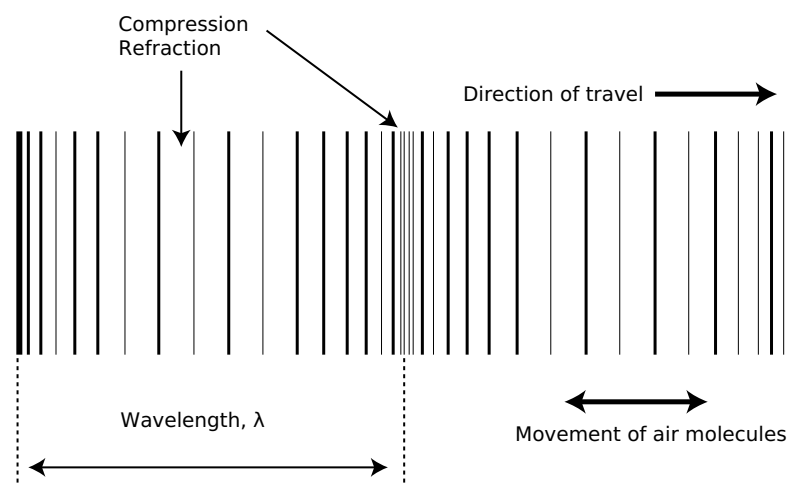 Compression
Refraction
Direction of travel
Wavelength, λ
Movement of air molecules